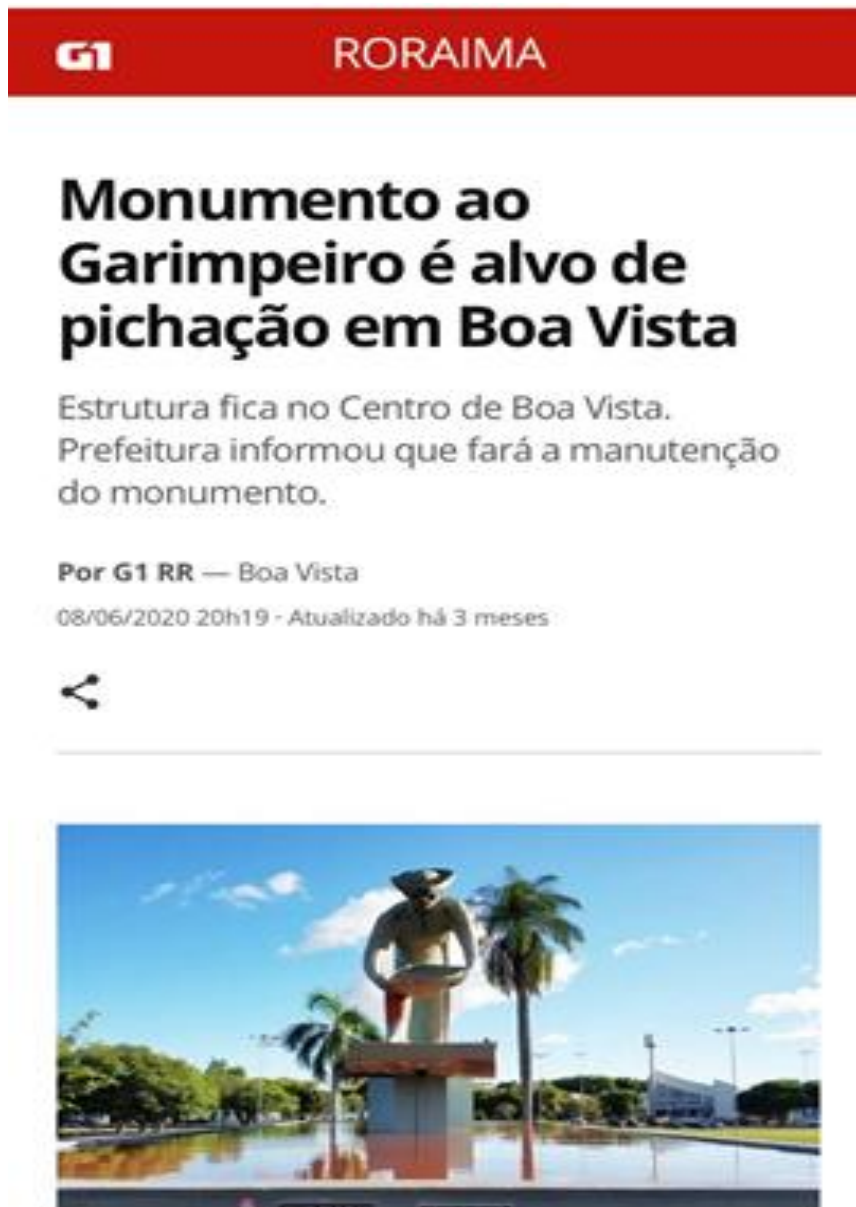 G1 RORAIMA
Monumento ao
Garimpeiro é alvo de
pichação em Boa Vista
Estrutura fica no Centro de Boa Vista.
Prefeitura informou que fará a manutenção
do monumento.
Por G1 RR — Boa Vista
08/06/2020 20h19 · Atualizado há 3 meses